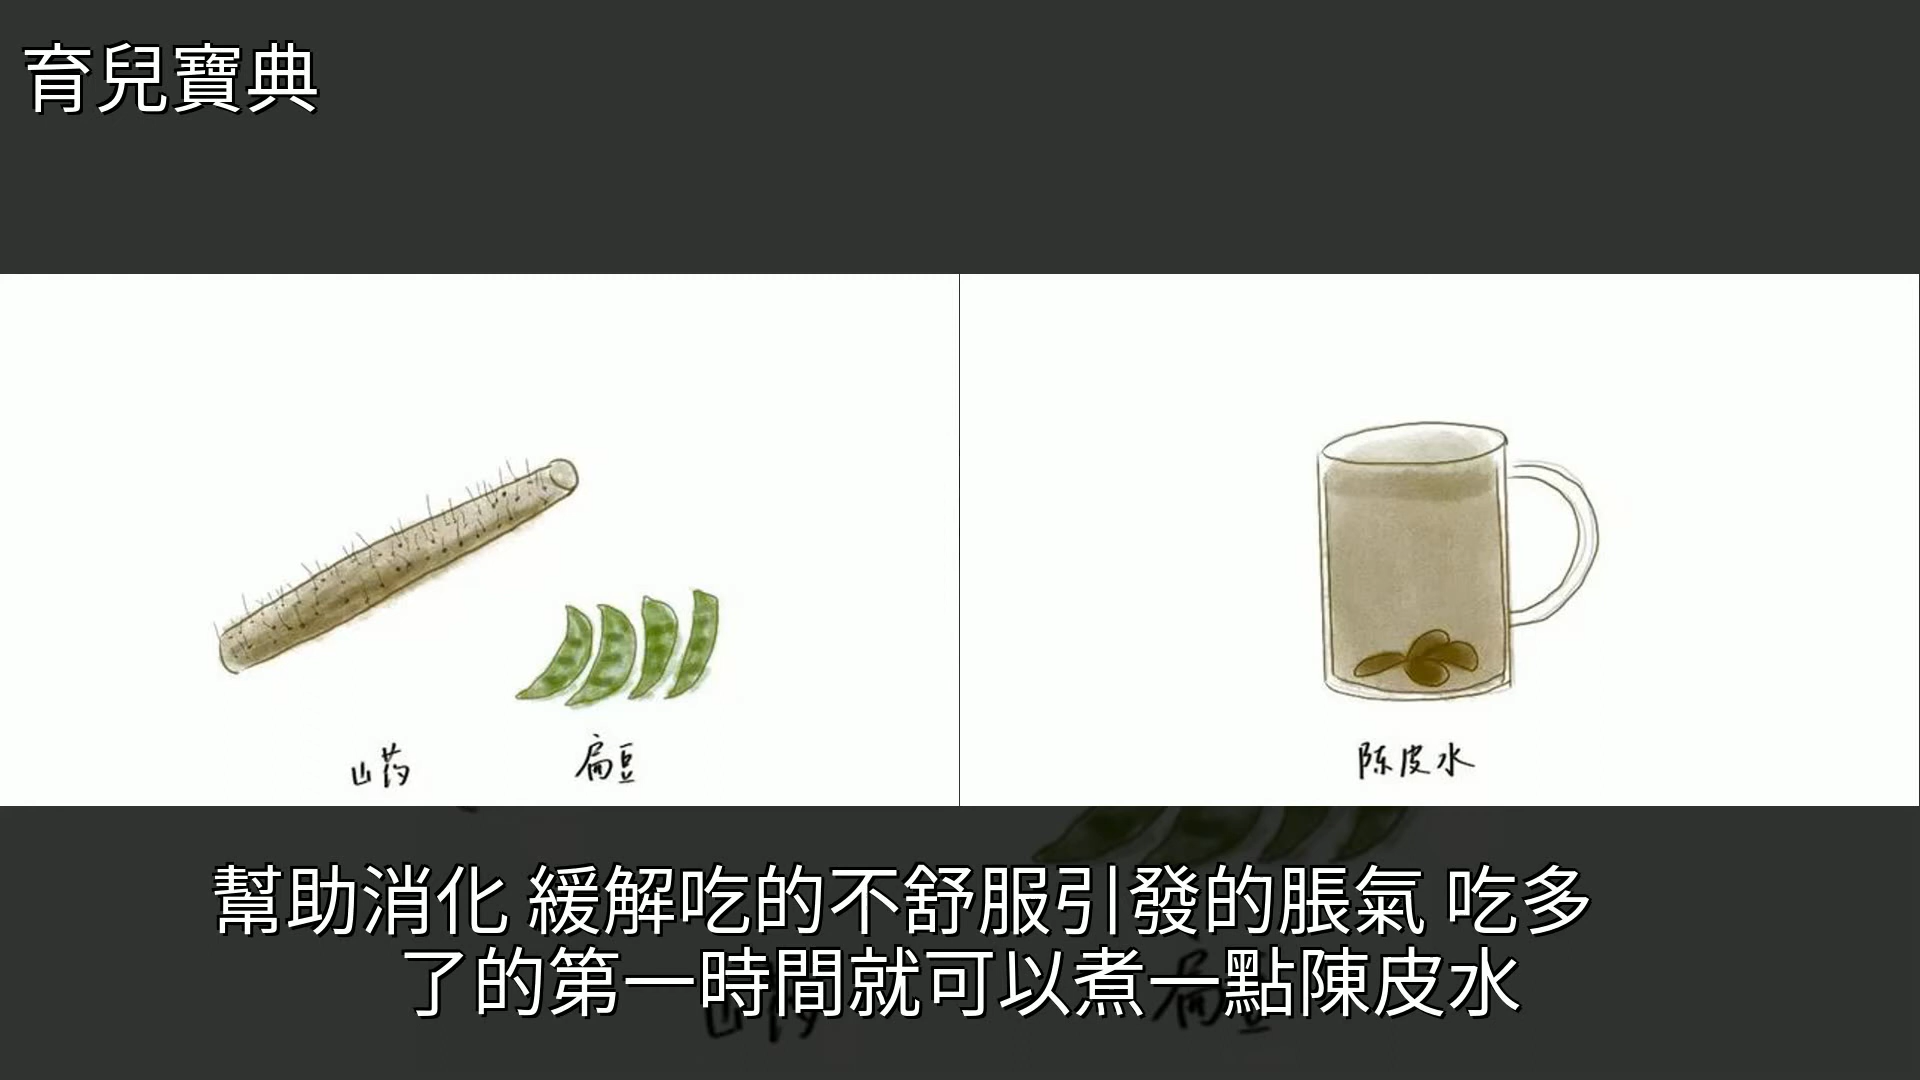 育兒寶典
山药
扁豆
陈皮水
幫助消化 緩解吃的不舒服引發的脹氣 吃多
了的第一時間就可以煮一點陳皮水